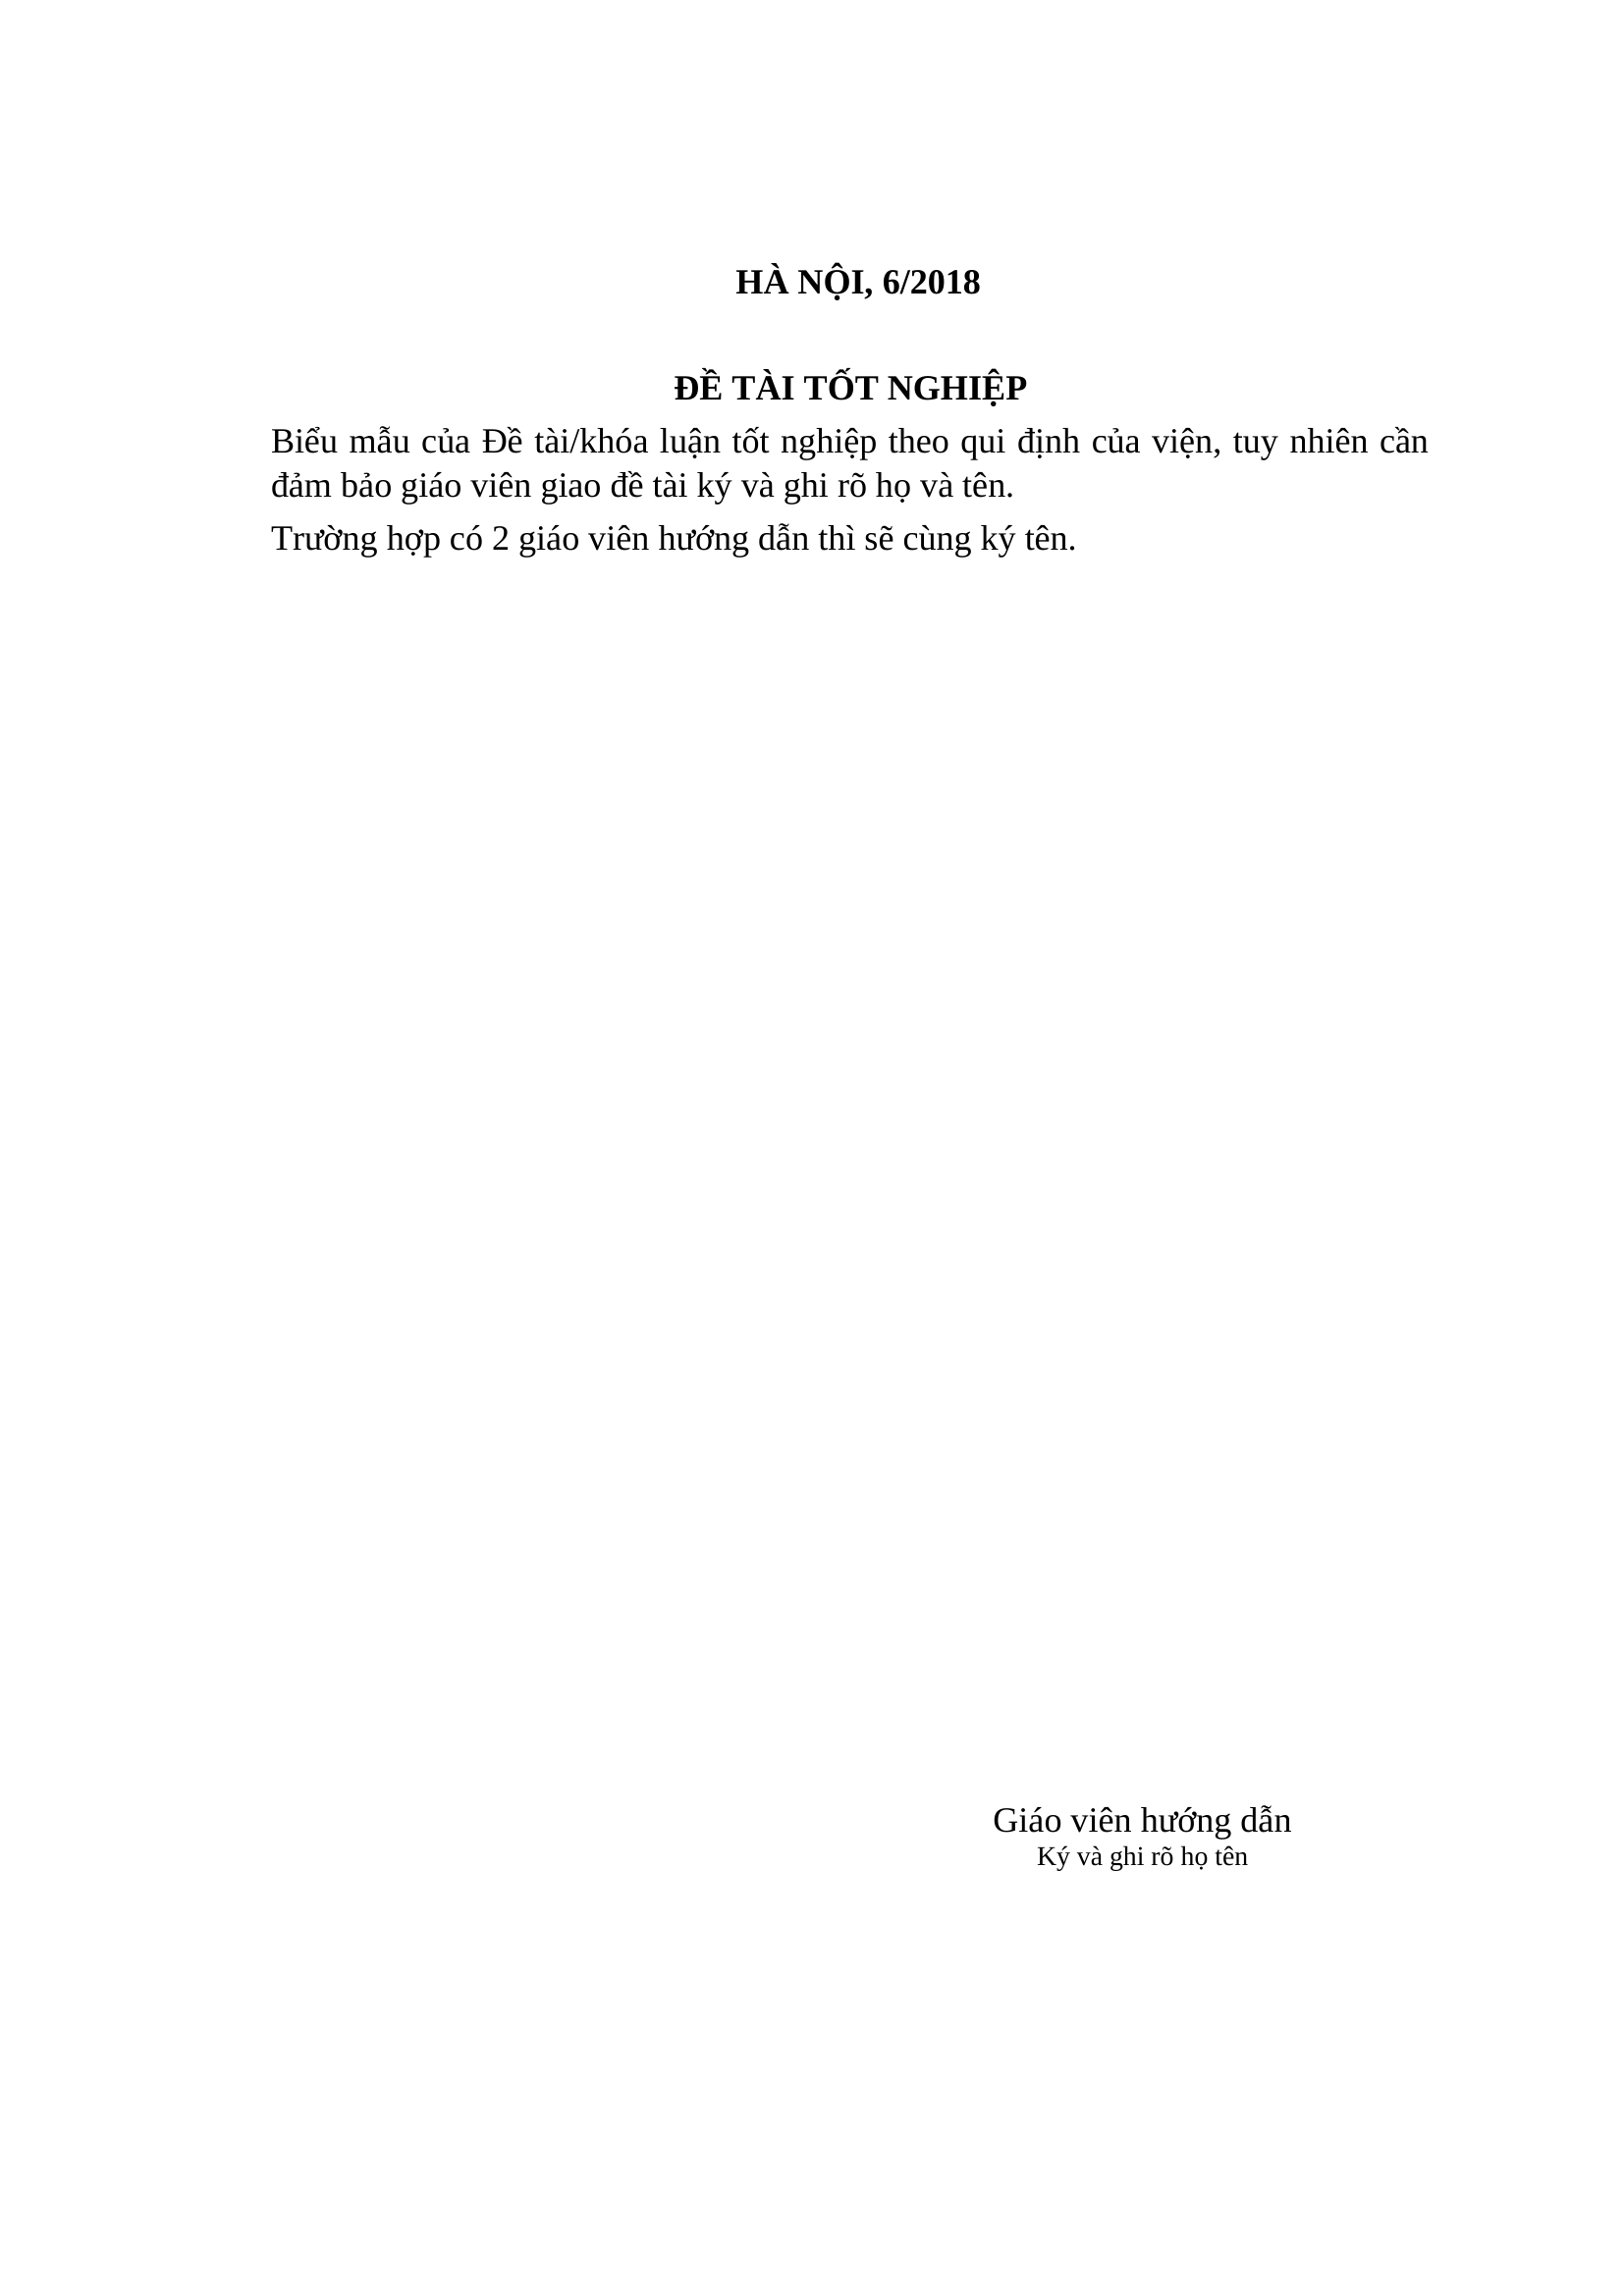 HÀ NỘI, 6/2018
ĐỀ TÀI TỐT NGHIỆP
Biểu mẫu của Đề tài/khóa luận tốt nghiệp theo qui định của viện, tuy nhiên cần
đảm bảo giáo viên giao đề tài ký và ghi rõ họ và tên.
Trường hợp có 2 giáo viên hướng dẫn thì sẽ cùng ký tên.
Giáo viên hướng dẫn
Ký và ghi rõ họ tên